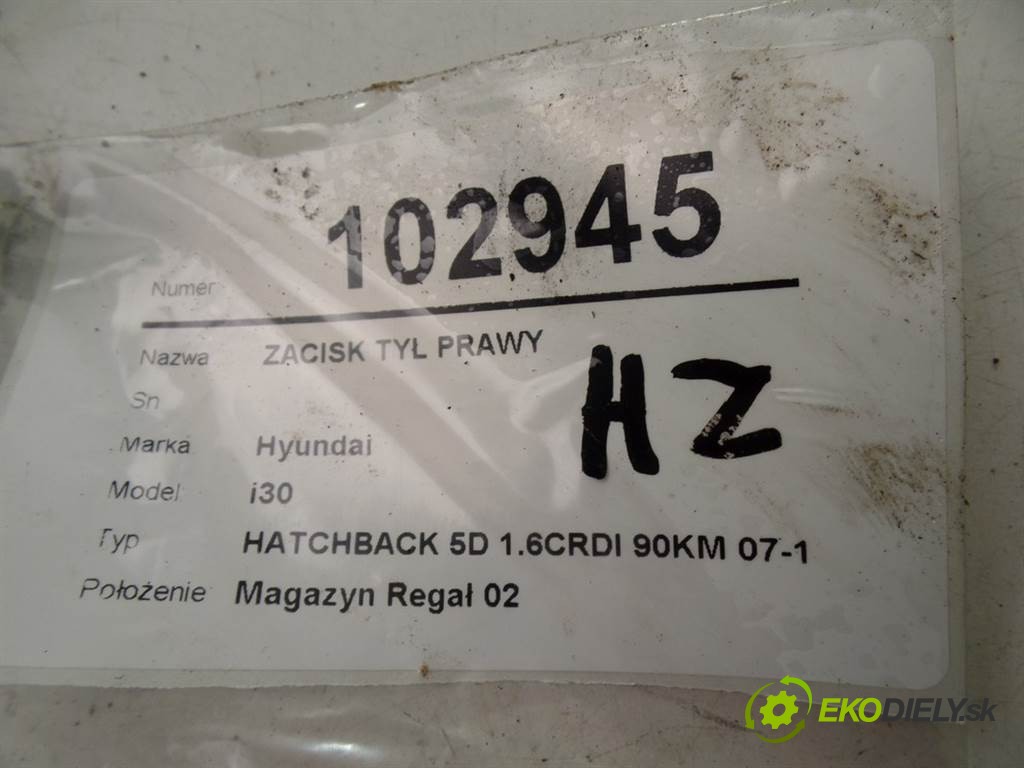 Numer 102945
Nazwa ZACISK TYŁ PRAWY
Sn
Marka Hyundai
Model i30
Typ HATCHBACK 5D 1.6CRDI 90KM 07-1
Położenie Magazyn Regał 02
HZ
EKODIELY.sk